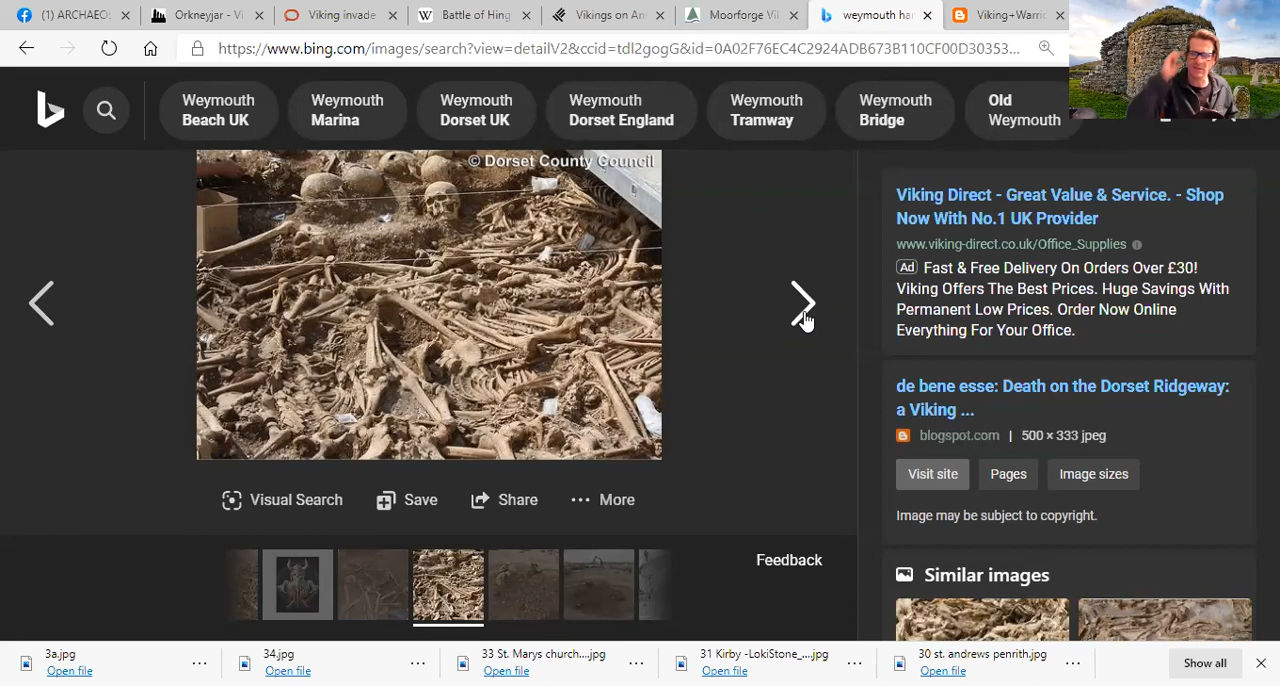 (1) ARCHAEO
Orkneyjar - Vi
Viking invade
Battle of Hing
Vikings on Ang
Moorforge Vil
weymouth har
Viking+Warric
https://www.bing.com/images/search?view=detailV2&ccid=tdl2gogG&id=0A02F76EC4C2924ADB673B110CF00D30353...
Weymouth
Beach UK
Weymouth
Marina
Weymouth
Dorset UK
Weymouth
Dorset England
Weymouth
Tramway
Weymouth
Bridge
Old
Weymouth
© Dorset County Council
Viking Direct - Great Value & Service. - Shop
Now With No.1 UK Provider
www.viking-direct.co.uk/Office_Supplies
Ad Fast & Free Delivery On Orders Over £30!
Viking Offers The Best Prices. Huge Savings With
Permanent Low Prices. Order Now Online
Everything For Your Office.
de bene esse: Death on the Dorset Ridgeway:
a Viking ...
blogspot.com | 500 × 333 jpeg
Visit site
Pages
Image sizes
Image may be subject to copyright.
Visual Search
Save
Share
More
Feedback
Similar images
3a.jpg
Open file
34.jpg
Open file
33 St. Marys church....jpg
Open file
31 Kirby -LokiStone_....jpg
Open file
30 st. andrews penrith.jpg
Open file
Show all